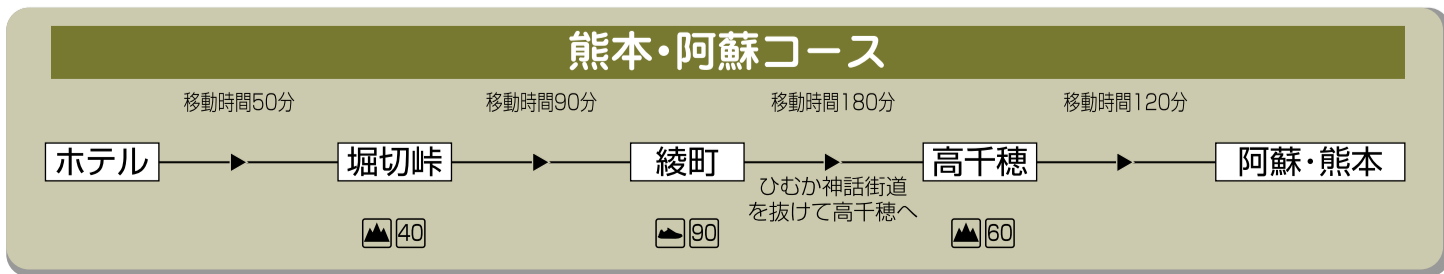 熊本・阿蘇コース
移動時間50分
移動時間90分
移動時間180分
移動時間120分
ホテル
堀切峠
綾町
高千穂
阿蘇・熊本
ひむか神話街道
を抜けて高千穂へ
40
90
60